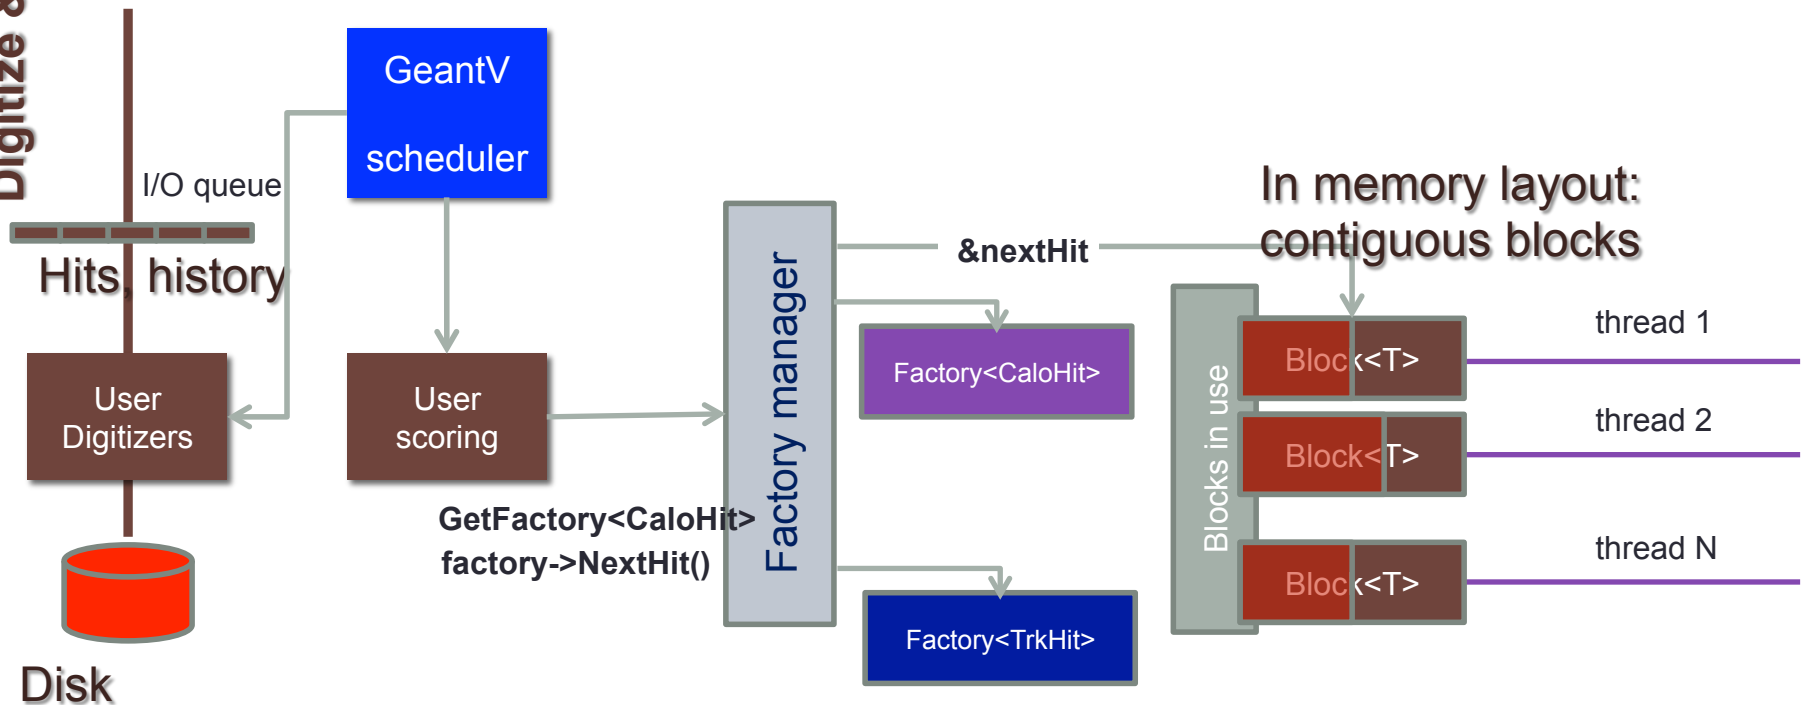 Digitize &
GeantV
scheduler
I/O queue
Hits, history
User
Digitizers
User
scoring
GetFactory<CaloHit>
factory->NextHit()
Disk
Factory manager
&nextHit
Factory<CaloHit>
Factory<TrkHit>
In memory layout:
contiguous blocks
Blocks in use
Block<T>
thread 1
Block<T>
thread 2
Block<T>
thread N